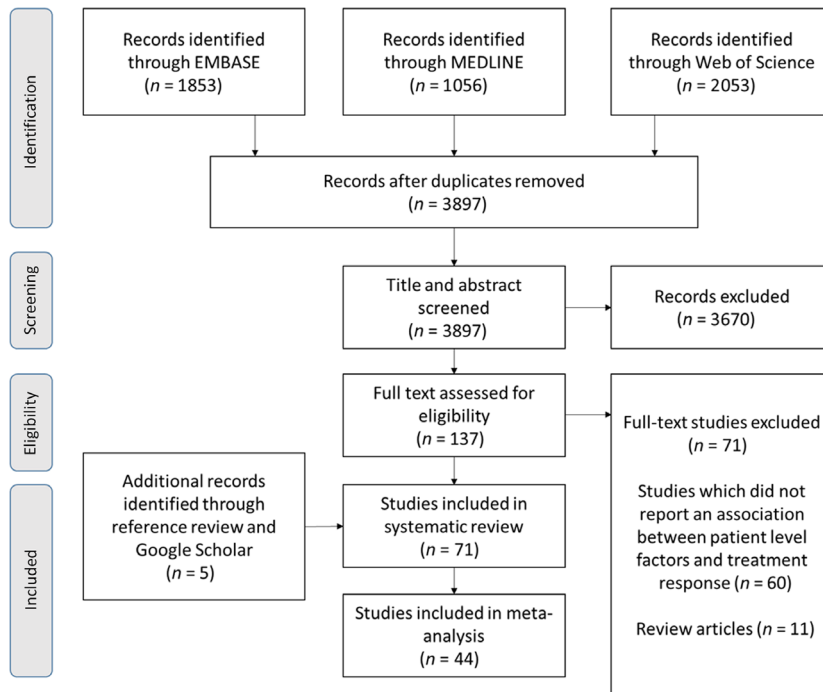 Identification
Records identified
through EMBASE
(n = 1853)
Records identified
through MEDLINE
(n = 1056)
Records identified
through Web of Science
(n = 2053)
Records after duplicates removed
(n = 3897)
Screening
Title and abstract
screened
(n = 3897)
Records excluded
(n = 3670)
Eligibility
Full text assessed for
eligibility
(n = 137)
Full-text studies excluded
(n = 71)
Studies which did not
report an association
between patient level
factors and treatment
response (n = 60)
Review articles (n = 11)
Included
Additional records
identified through
reference review and
Google Scholar
(n = 5)
Studies included in
systematic review
(n = 71)
Studies included in meta-
analysis
(n = 44)